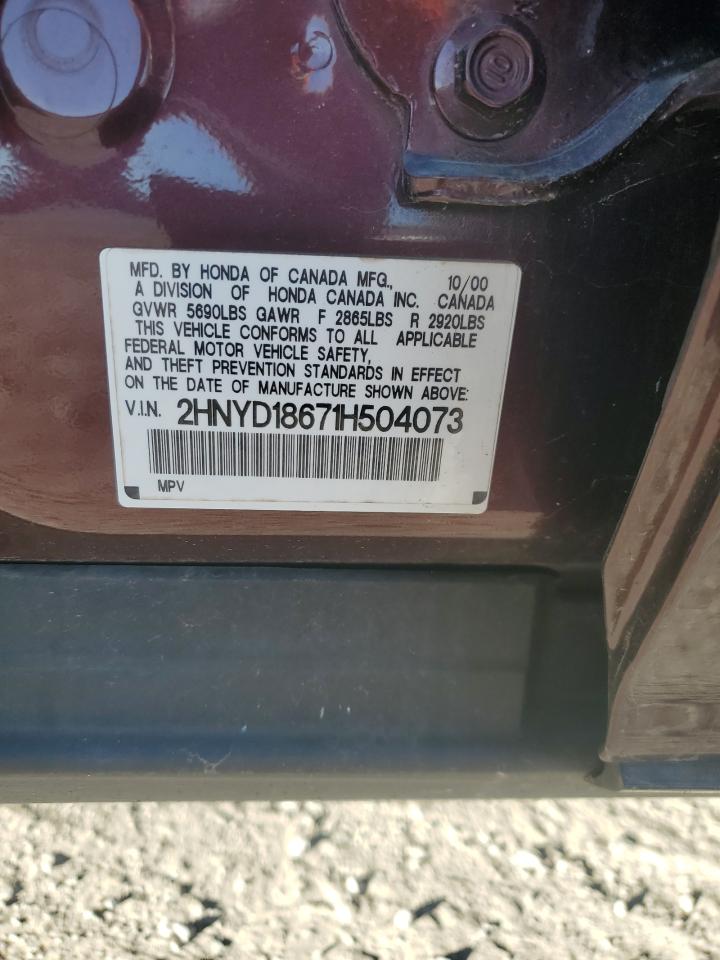 10
MFD. BY HONDA OF CANADA MFG., 10/00
A DIVISION OF HONDA CANADA INC. CANADA
GVWR 5690LBS GAWR F 2865LBS R 2920LBS
THIS VEHICLE CONFORMS TO ALL APPLICABLE
FEDERAL MOTOR VEHICLE SAFETY,
AND THEFT PREVENTION STANDARDS IN EFFECT
ON THE DATE OF MANUFACTURE SHOWN ABOVE:
V.I.N. 2HNYD18671H504073
MPV